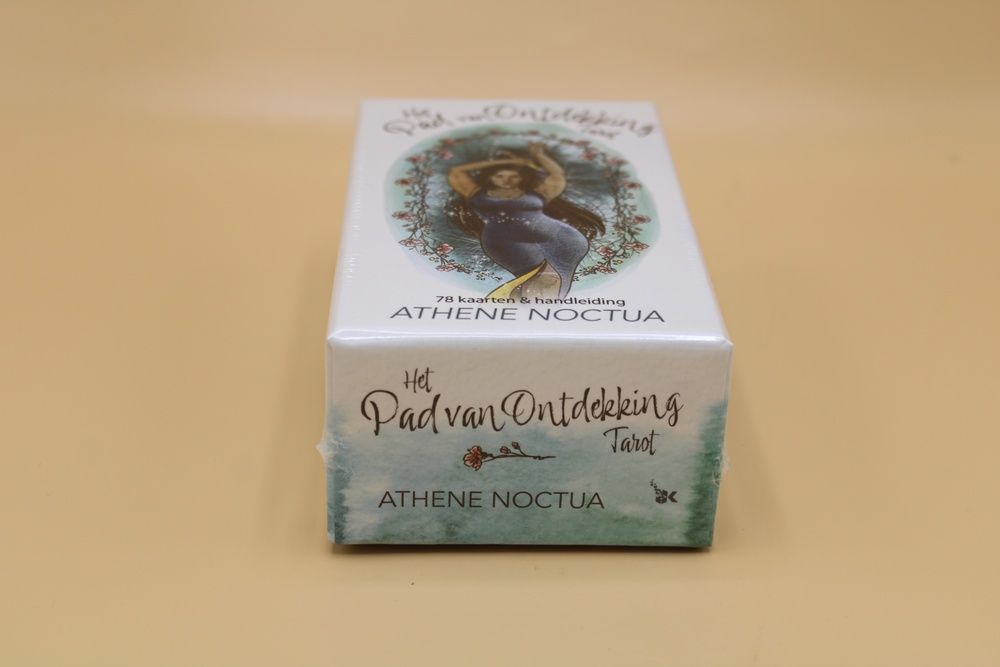 Het
Pad van Ontdekking
Tarot
78 kaarten & handleiding
ATHENE NOCTUA
Het
Pad van Ontdekking
Tarot
ATHENE NOCTUA